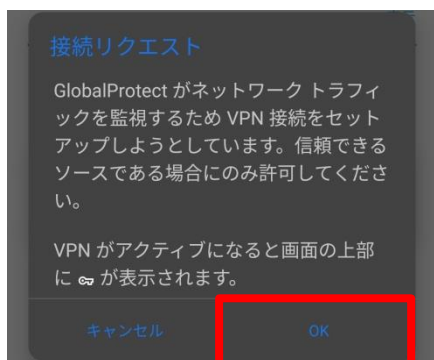 接続リクエスト
GlobalProtect がネットワーク トラフィ
ックを監視するため VPN 接続をセット
アップしようとしています。信頼できる
ソースである場合にのみ許可してくださ
い。
VPN がアクティブになると画面の上部
に が表示されます。
キャンセル
OK